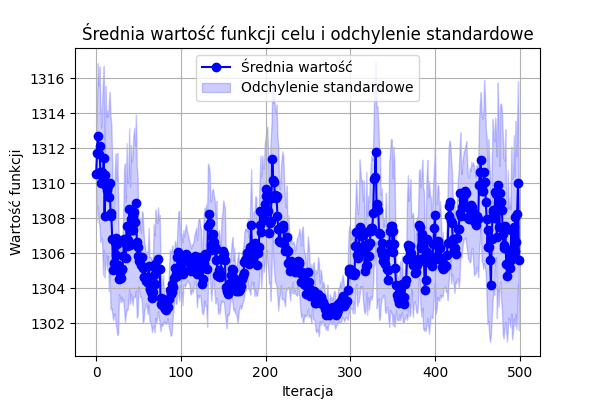 Średnia wartość funkcji celu i odchylenie standardowe
Średnia wartość
Odchylenie standardowe
Wartość funkcji
1316
1314
1312
1310
1308
1306
1304
1302
0 100 200 300 400 500
Iteracja